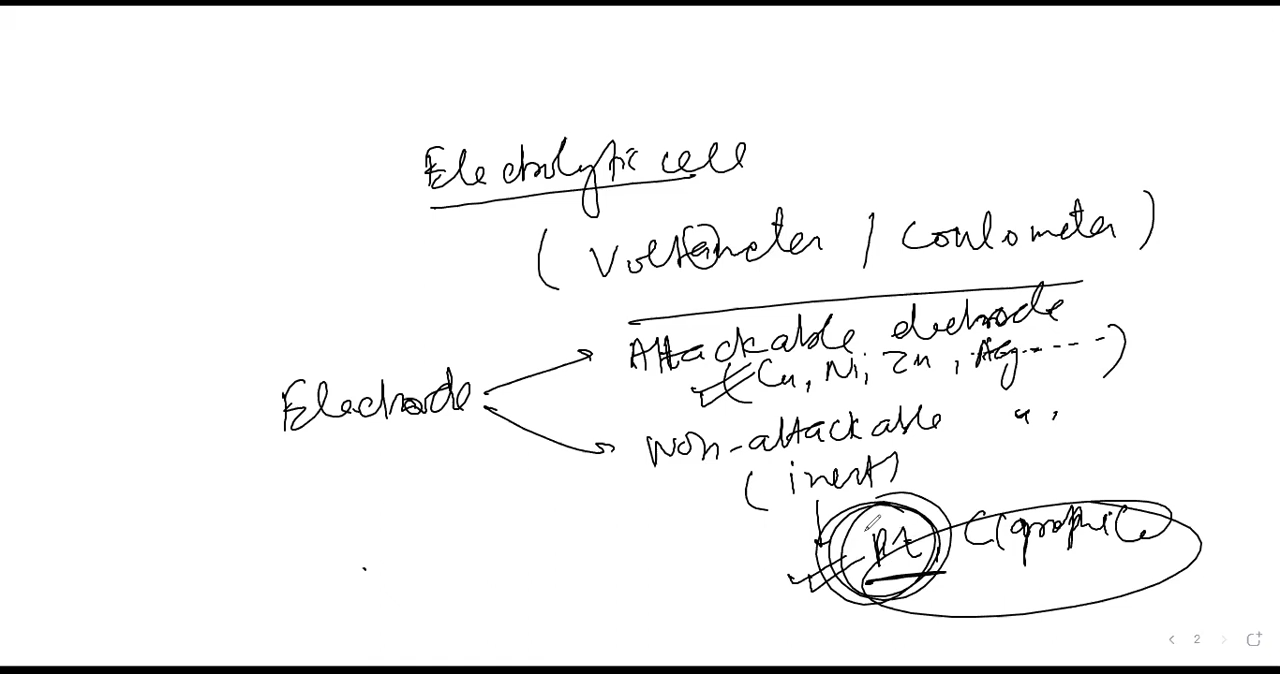 Electrolytic cell
( Voltameter / Coulometer )
Attackable electrode
( Cu, Ni, Zn, Ag ------ )
Electrode
Non-attackable " ,
( inert )
Pt C(graphite)
2